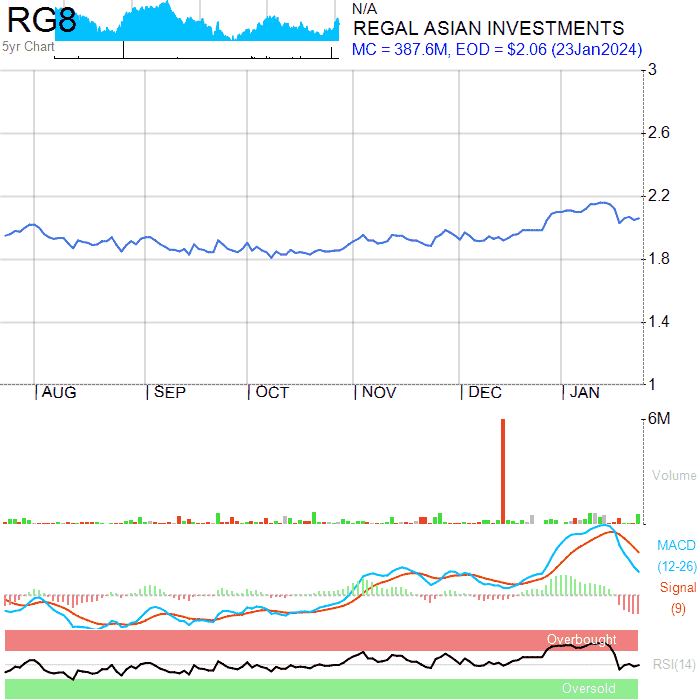 RG8
N/A
REGAL ASIAN INVESTMENTS
5yr Chart
MC = 387.6M, EOD = $2.06 (23Jan2024)
3
2.6
2.2
1.8
1.4
1
AUG SEP OCT NOV DEC JAN
6M
Volume
MACD
(12-26)
Signal
(9)
Overbought
RSI(14)
Oversold